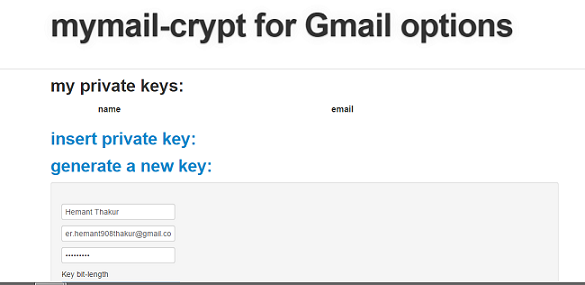 mymail-crypt for Gmail options
my private keys:
name email
insert private key:
generate a new key:
Hemant Thakur
er.hemant908thakur@gmail.co
•••••••••
Key bit-length